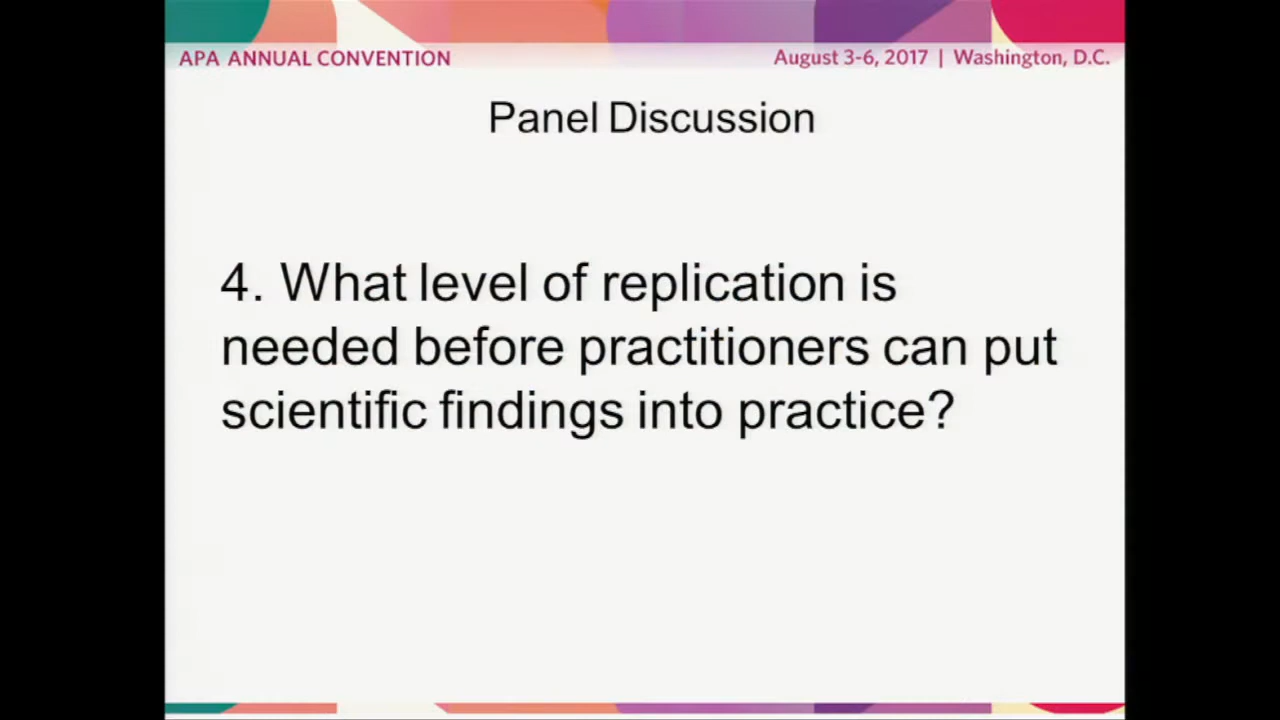 APA ANNUAL CONVENTION
August 3-6, 2017 | Washington, D.C.
Panel Discussion
4. What level of replication is
needed before practitioners can put
scientific findings into practice?